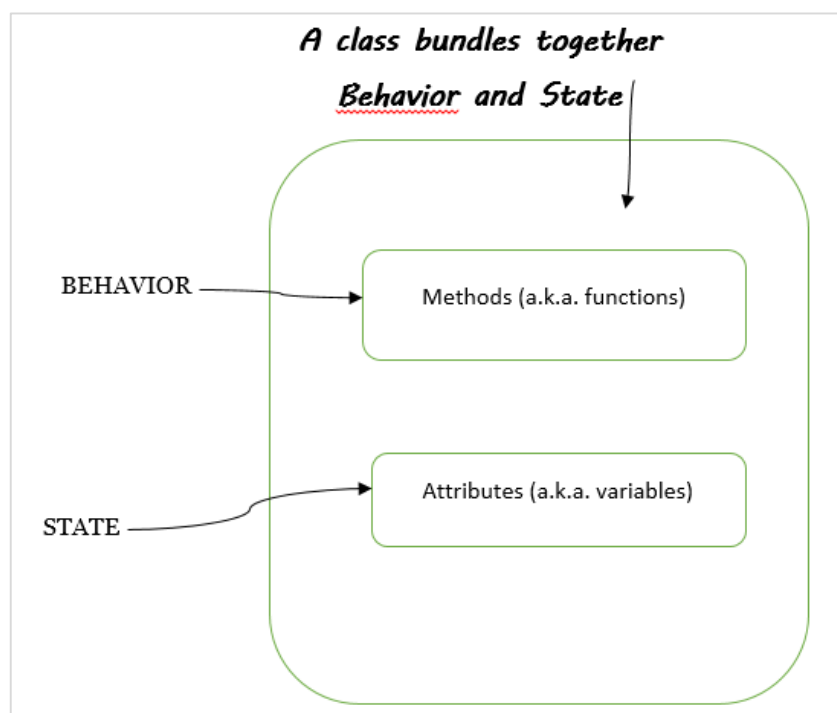 A class bundles together
Behavior and State
BEHAVIOR
Methods (a.k.a. functions)
Attributes (a.k.a. variables)
STATE